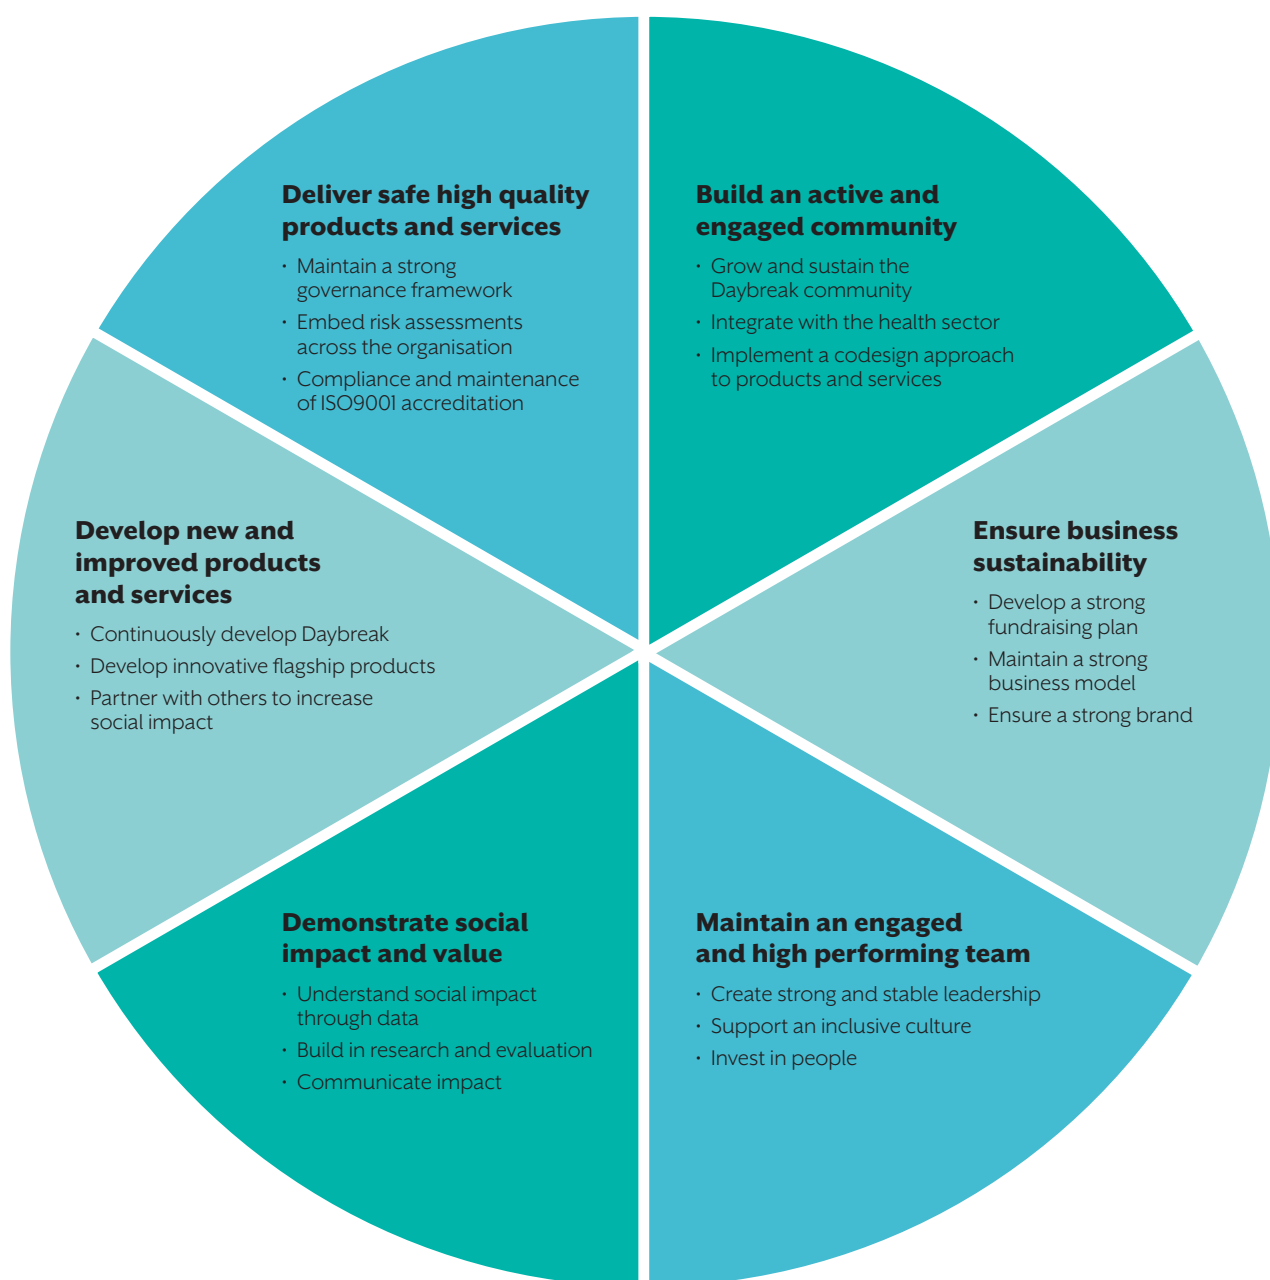 Deliver safe high quality
products and services
· Maintain a strong
governance framework
· Embed risk assessments
across the organisation
· Compliance and maintenance
of ISO9001 accreditation
Build an active and
engaged community
· Grow and sustain the
Daybreak community
· Integrate with the health sector
· Implement a codesign approach
to products and services
Develop new and
improved products
and services
· Continuously develop Daybreak
· Develop innovative flagship products
· Partner with others to increase
social impact
Ensure business
sustainability
· Develop a strong
fundraising plan
· Maintain a strong
business model
· Ensure a strong brand
Demonstrate social
impact and value
· Understand social impact
through data
· Build in research and evaluation
· Communicate impact
Maintain an engaged
and high performing team
· Create strong and stable leadership
· Support an inclusive culture
· Invest in people